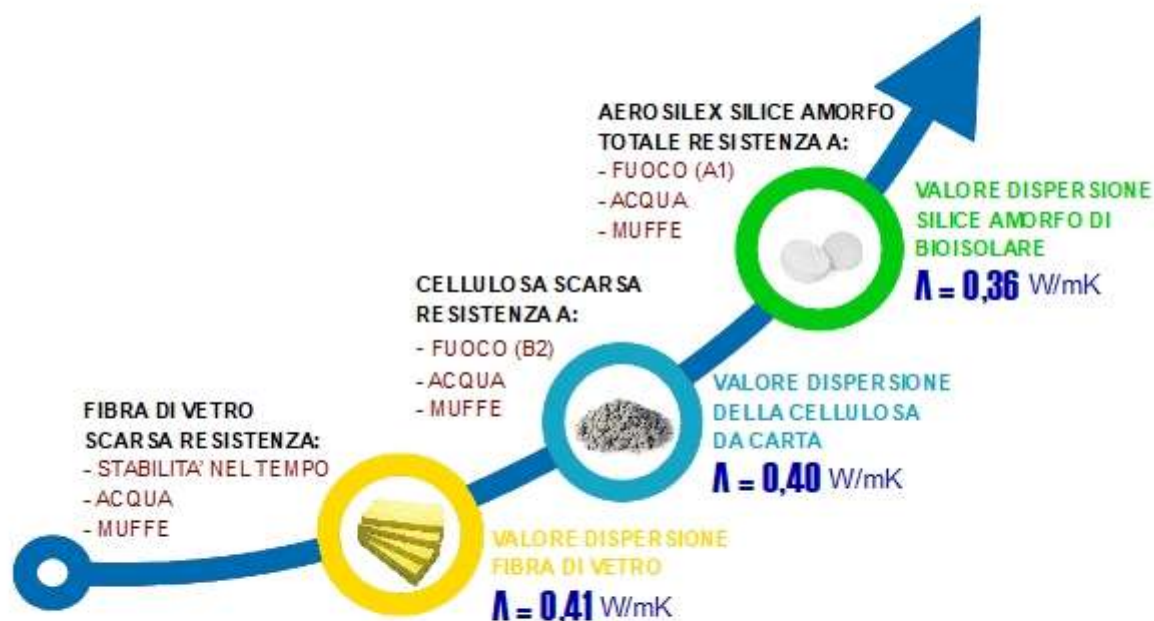 AEROSILEX SILICE AMORFO
TOTALE RESISTENZA A:
- FUOCO (A1)
- ACQUA
- MUFFE
VALORE DISPERSIONE
SILICE AMORFO DI
BIOISOLARE
Λ = 0,36 W/mK
CELLULOSA SCARSA
RESISTENZA A:
- FUOCO (B2)
- ACQUA
- MUFFE
VALORE DISPERSIONE
DELLA CELLULOSA
DA CARTA
Λ = 0,40 W/mK
FIBRA DI VETRO
SCARSA RESISTENZA:
- STABILITA' NEL TEMPO
- ACQUA
- MUFFE
VALORE DISPERSIONE
FIBRA DI VETRO
Λ = 0,41 W/mK